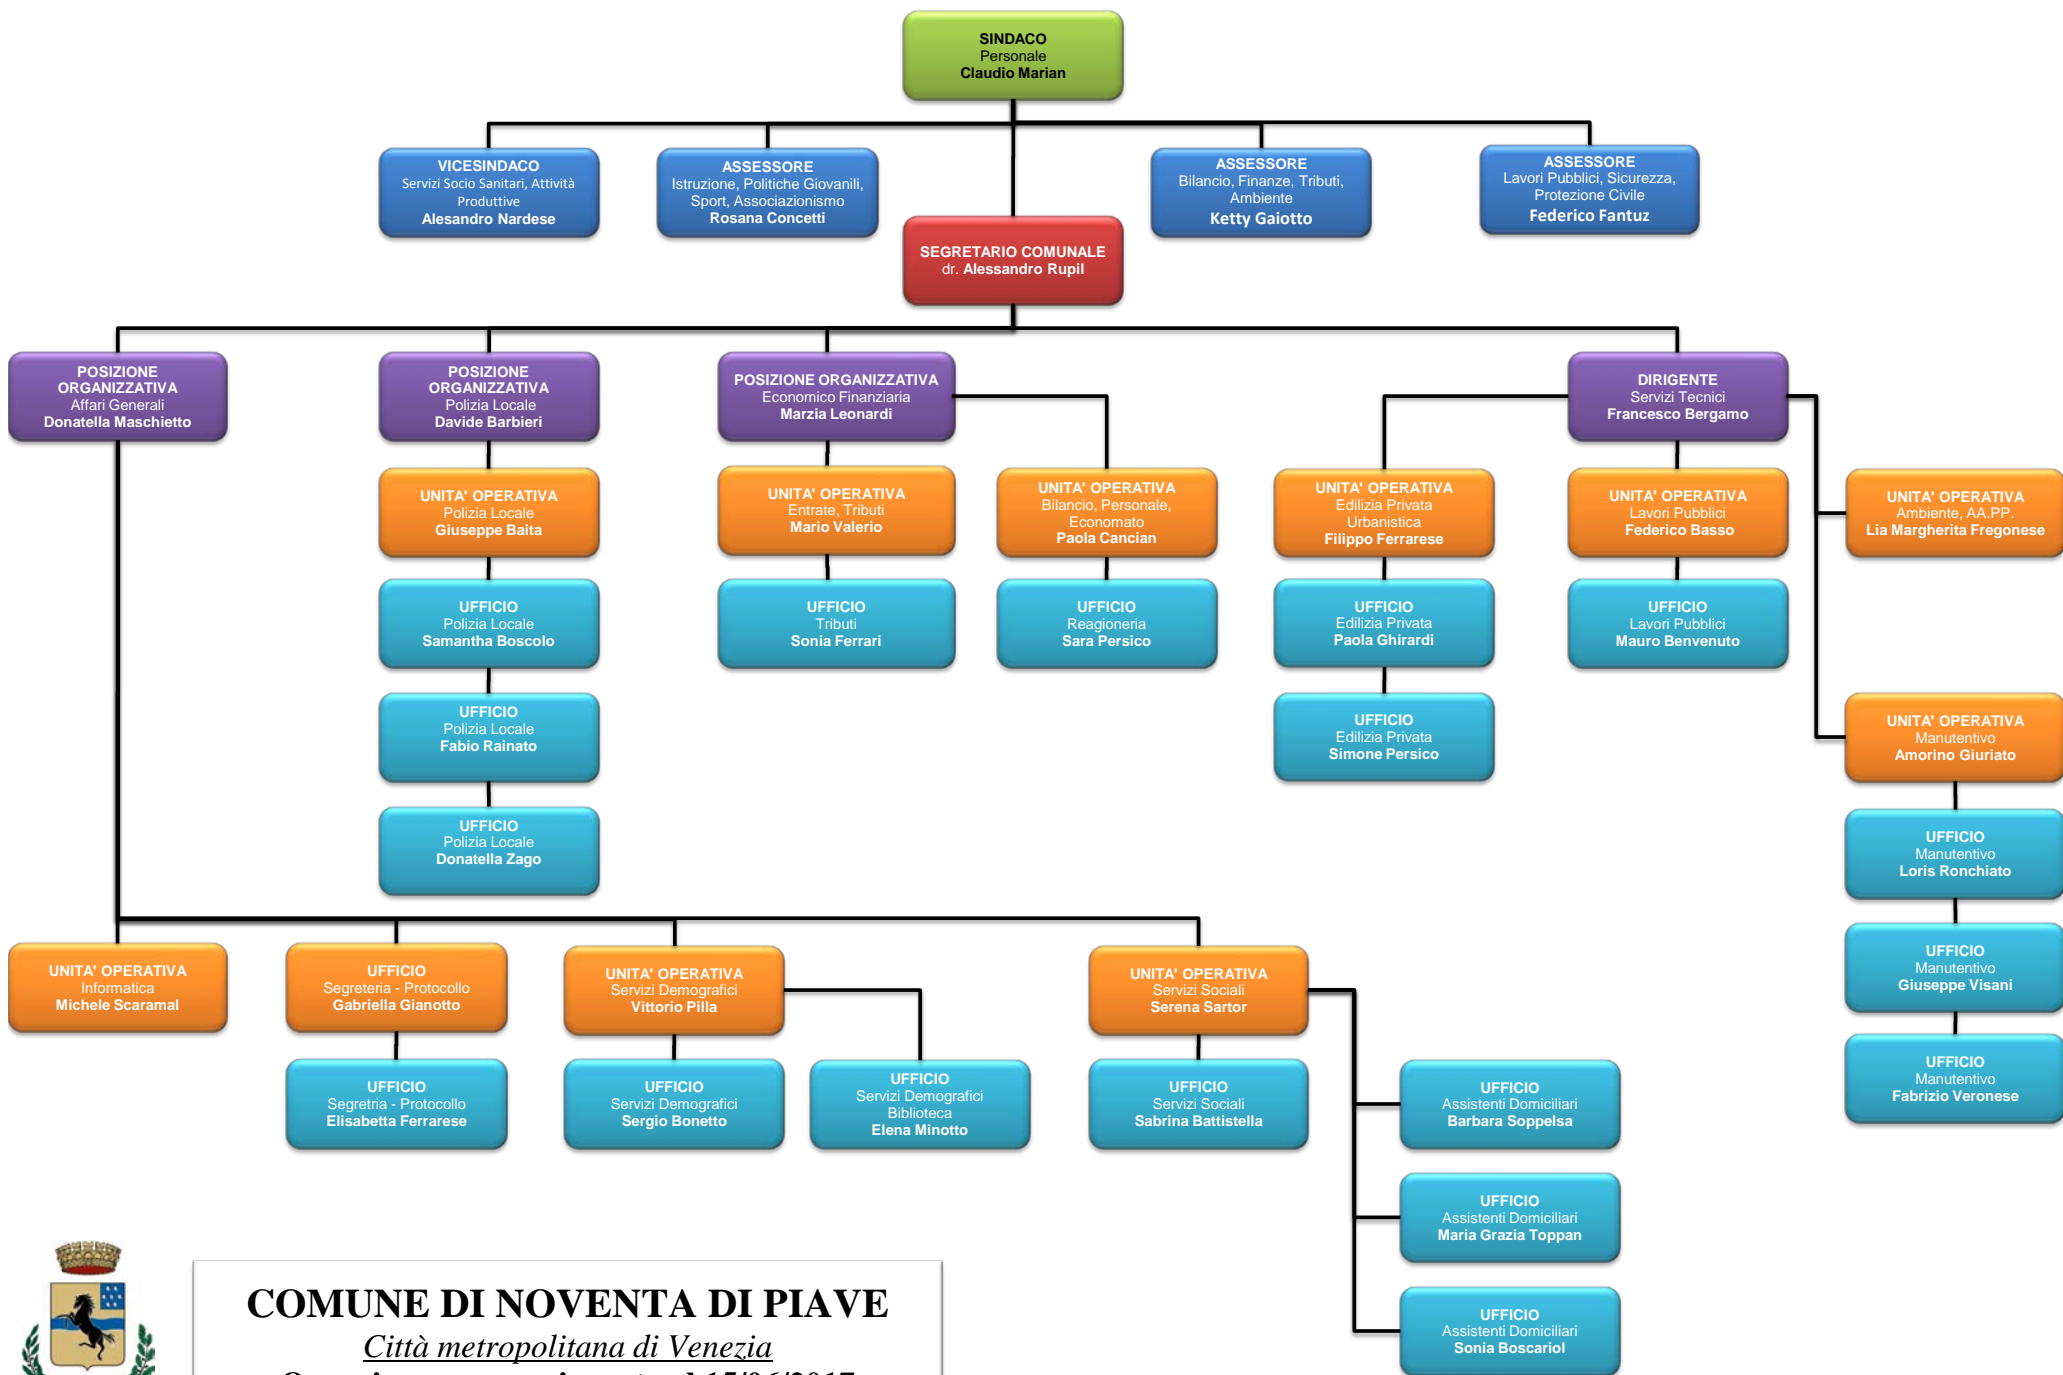 SINDACO
Personale
Claudio Marian
VICESINDACO
Servizi Socio Sanitari, Attività
Produttive
Alesandro Nardese
ASSESSORE
Istruzione, Politiche Giovanili,
Sport, Associazionismo
Rosana Concetti
ASSESSORE
Bilancio, Finanze, Tributi,
Ambiente
Ketty Gaiotto
ASSESSORE
Lavori Pubblici, Sicurezza,
Protezione Civile
Federico Fantuz
SEGRETARIO COMUNALE
dr. Alessandro Rupil
POSIZIONE
ORGANIZZATIVA
Affari Generali
Donatella Maschietto
POSIZIONE
ORGANIZZATIVA
Polizia Locale
Davide Barbieri
POSIZIONE ORGANIZZATIVA
Economico Finanziaria
Marzia Leonardi
DIRIGENTE
Servizi Tecnici
Francesco Bergamo
UNITA' OPERATIVA
Polizia Locale
Giuseppe Baita
UNITA' OPERATIVA
Entrate, Tributi
Mario Valerio
UNITA' OPERATIVA
Bilancio, Personale,
Economato
Paola Cancian
UNITA' OPERATIVA
Edilizia Privata
Urbanistica
Filippo Ferrarese
UNITA' OPERATIVA
Lavori Pubblici
Federico Basso
UNITA' OPERATIVA
Ambiente, AA.PP.
Lia Margherita Fregonese
UFFICIO
Polizia Locale
Samantha Boscolo
UFFICIO
Tributi
Sonia Ferrari
UFFICIO
Reagioneria
Sara Persico
UFFICIO
Edilizia Privata
Paola Ghirardi
UFFICIO
Lavori Pubblici
Mauro Benvenuto
UFFICIO
Polizia Locale
Fabio Rainato
UFFICIO
Edilizia Privata
Simone Persico
UNITA' OPERATIVA
Manutentivo
Amorino Giuriato
UFFICIO
Polizia Locale
Donatella Zago
UFFICIO
Manutentivo
Loris Ronchiato
UNITA' OPERATIVA
Informatica
Michele Scaramal
UFFICIO
Segreteria - Protocollo
Gabriella Gianotto
UNITA' OPERATIVA
Servizi Demografici
Vittorio Pilla
UNITA' OPERATIVA
Servizi Sociali
Serena Sartor
UFFICIO
Manutentivo
Giuseppe Visani
UFFICIO
Segretria - Protocollo
Elisabetta Ferrarese
UFFICIO
Servizi Demografici
Sergio Bonetto
UFFICIO
Servizi Demografici
Biblioteca
Elena Minotto
UFFICIO
Servizi Sociali
Sabrina Battistella
UFFICIO
Assistenti Domiciliari
Barbara Soppelsa
UFFICIO
Manutentivo
Fabrizio Veronese
UFFICIO
Assistenti Domiciliari
Maria Grazia Toppan
UFFICIO
Assistenti Domiciliari
Sonia Boscariol
COMUNE DI NOVENTA DI PIAVE
Città metropolitana di Venezia
15/06/2017